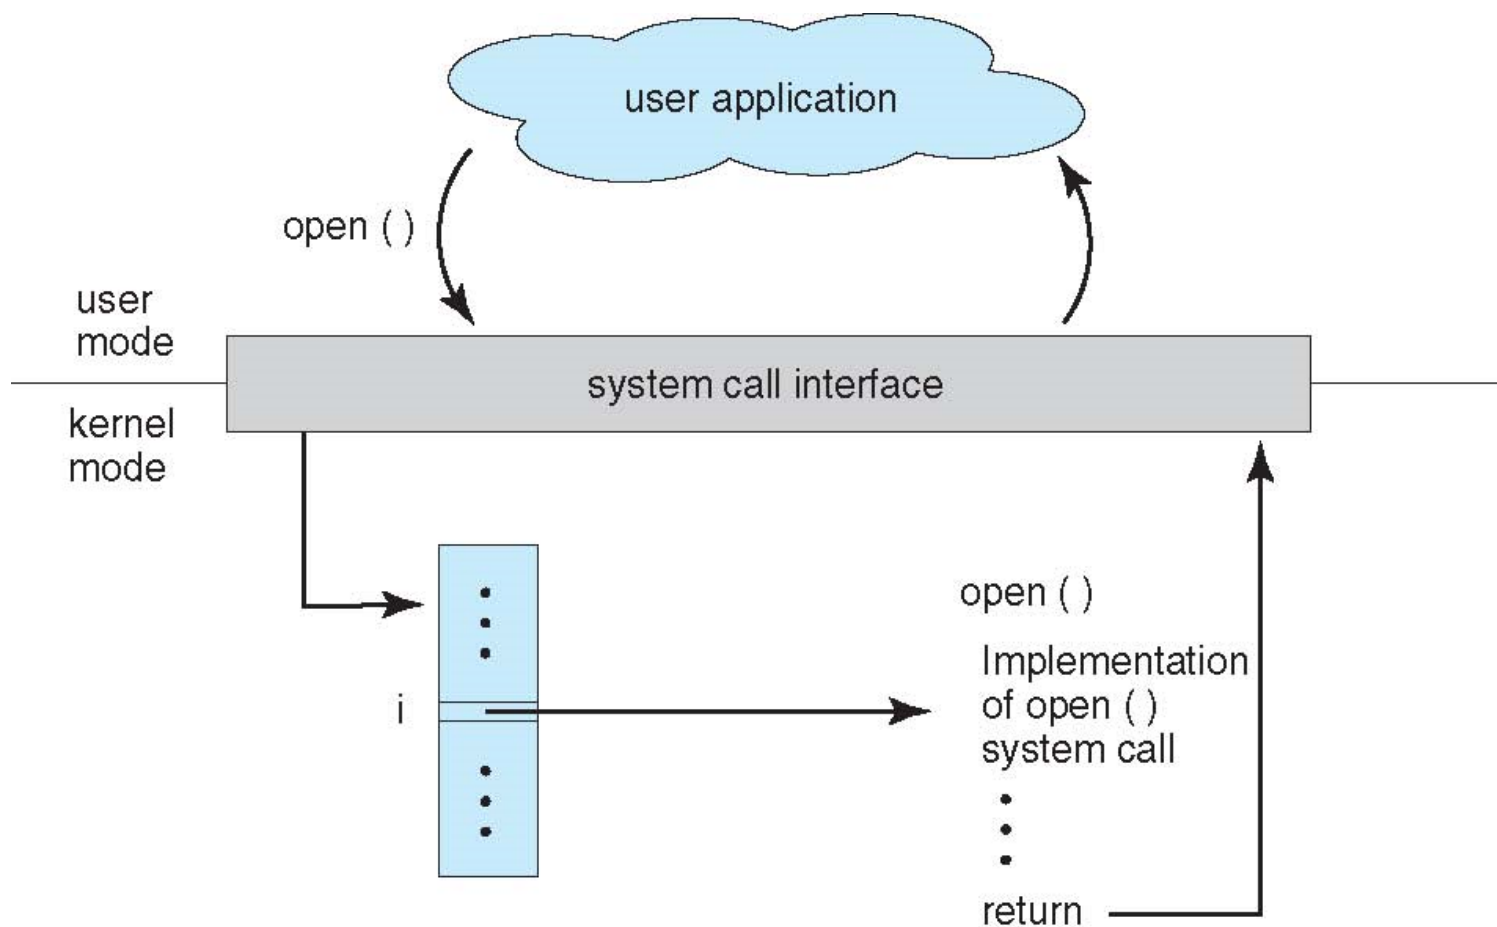 user application
open ( )
user
mode
system call interface
kernel
mode
open ( )
Implementation
of open ( )
system call
i
return